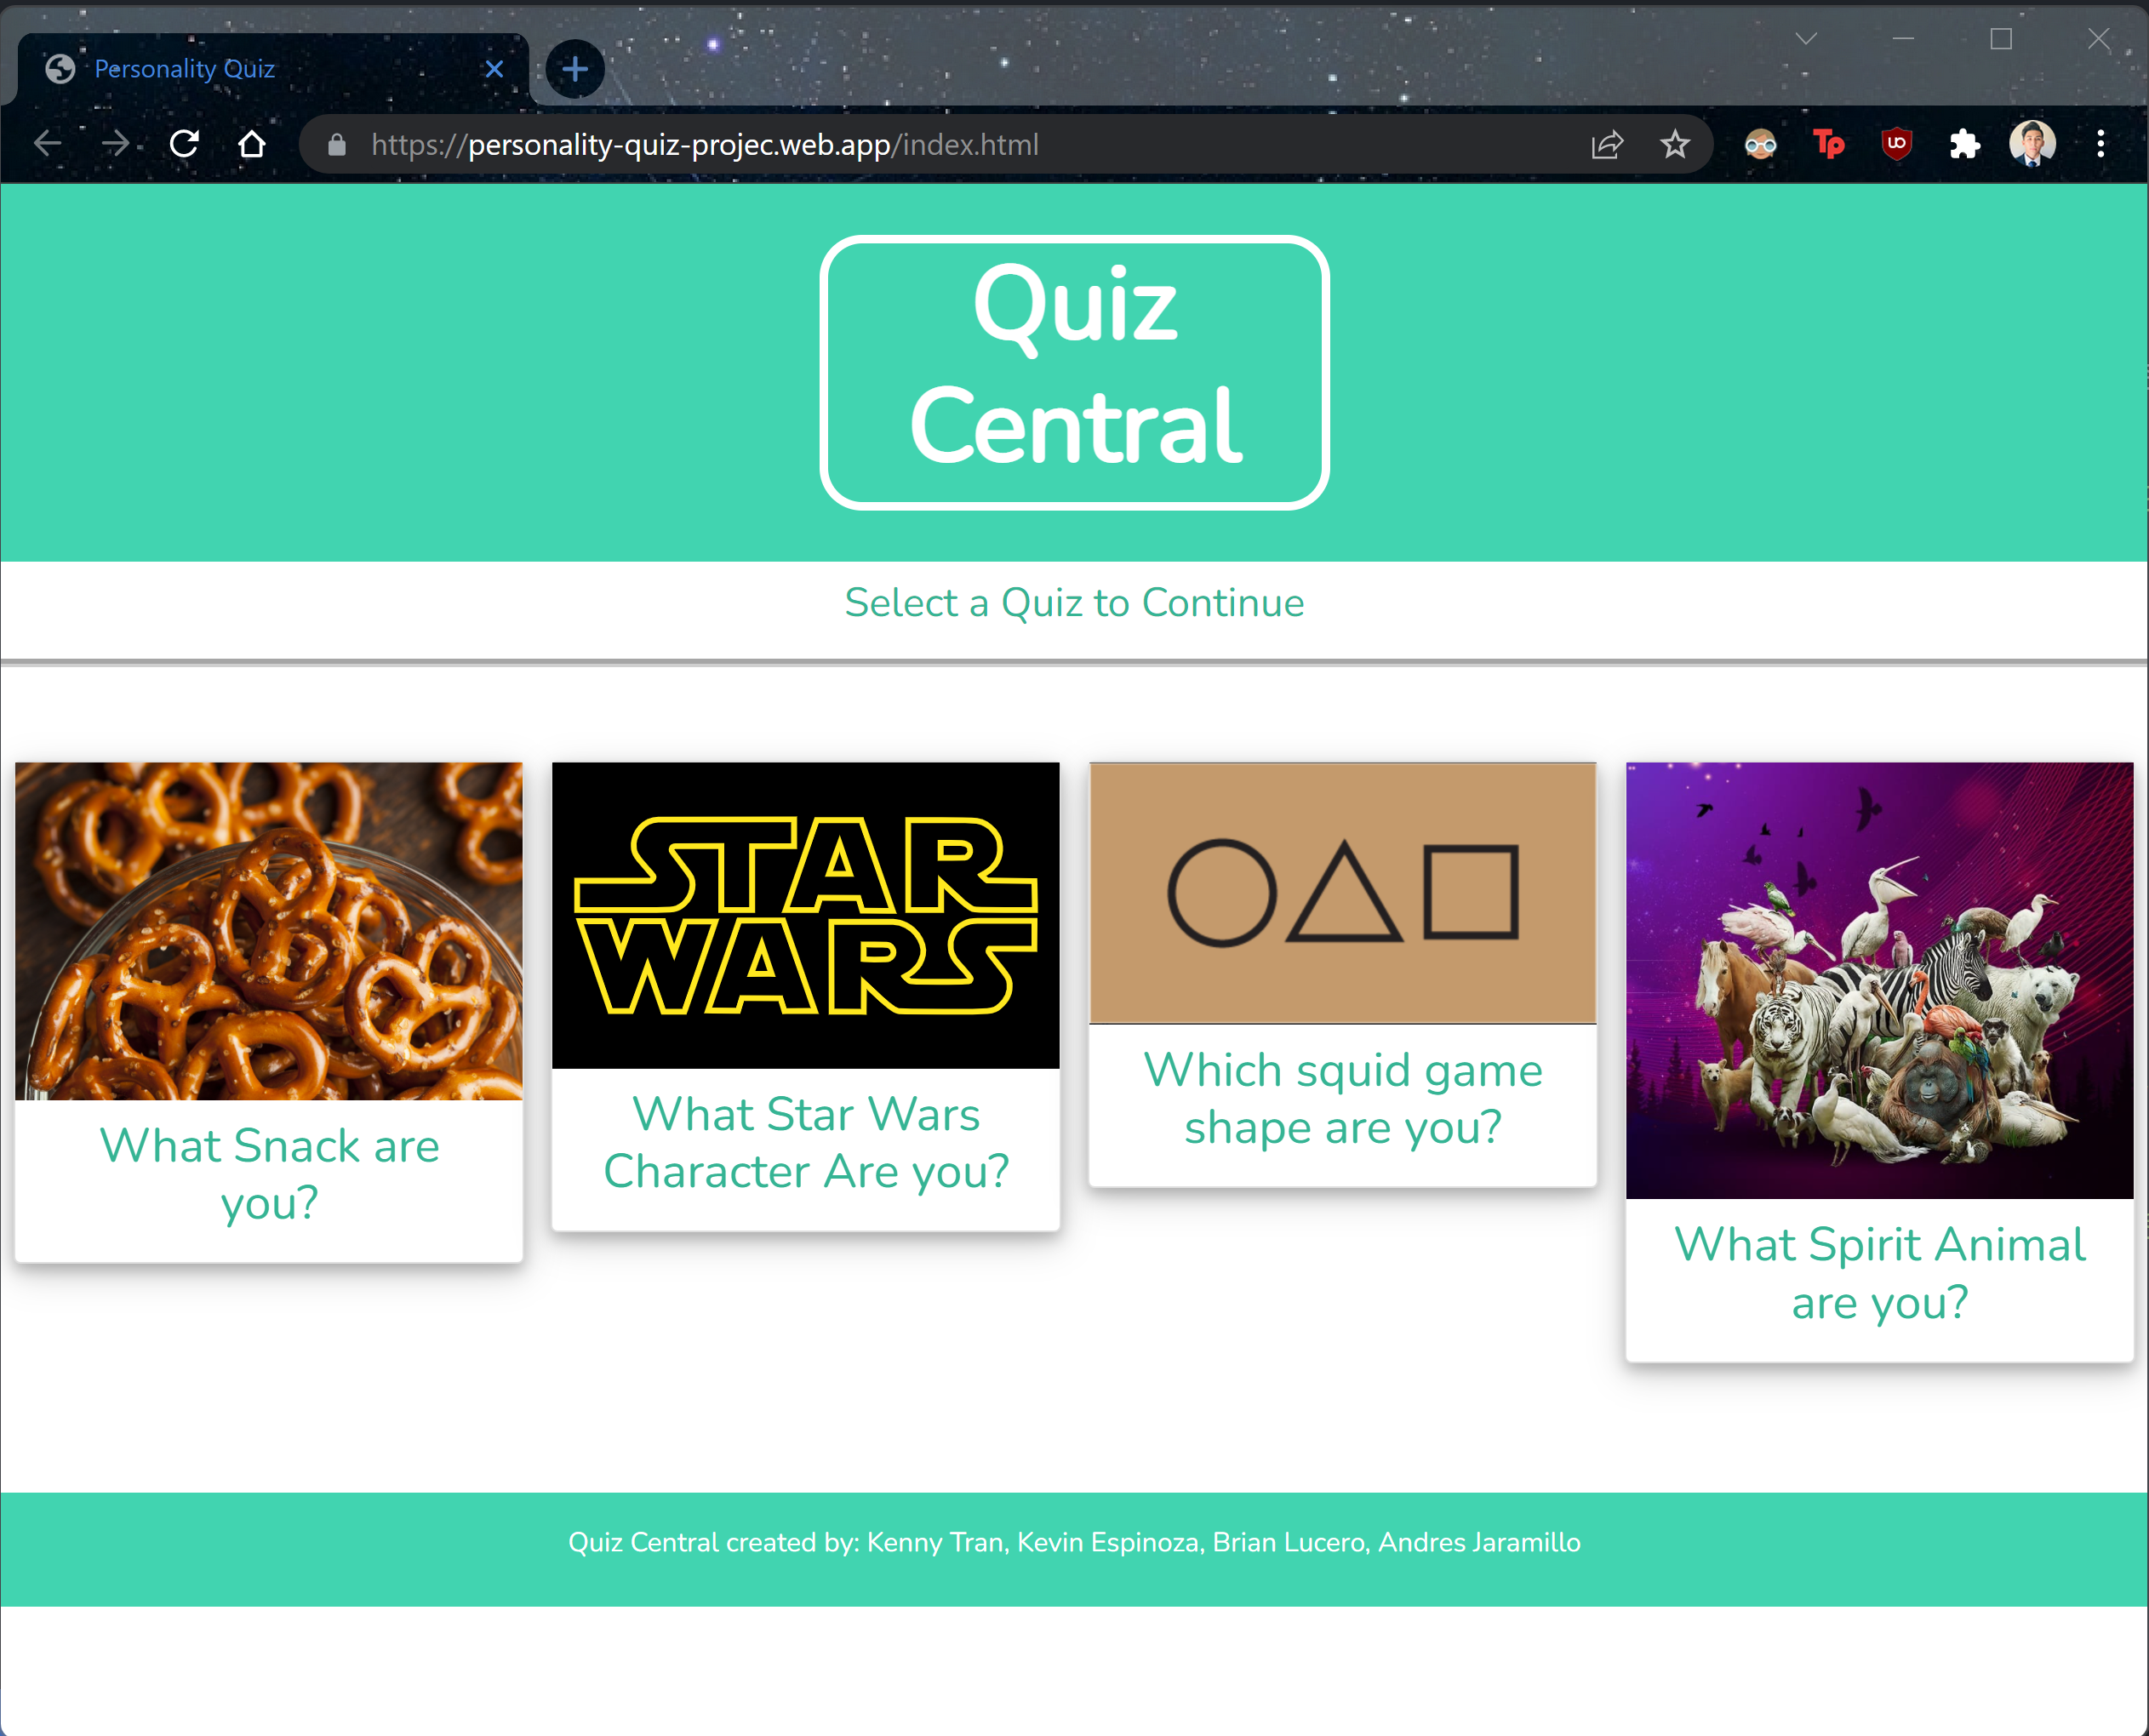 Personality Quiz
https://personality-quiz-projec.web.app/index.html
Tp
UO
Quiz
Central
Select a Quiz to Continue
STAR
WARS
What Snack are
you?
What Star Wars
Character Are you?
Which squid game
shape are you?
What Spirit Animal
are you?
Quiz Central created by: Kenny Tran, Kevin Espinoza, Brian Lucero, Andres Jaramillo